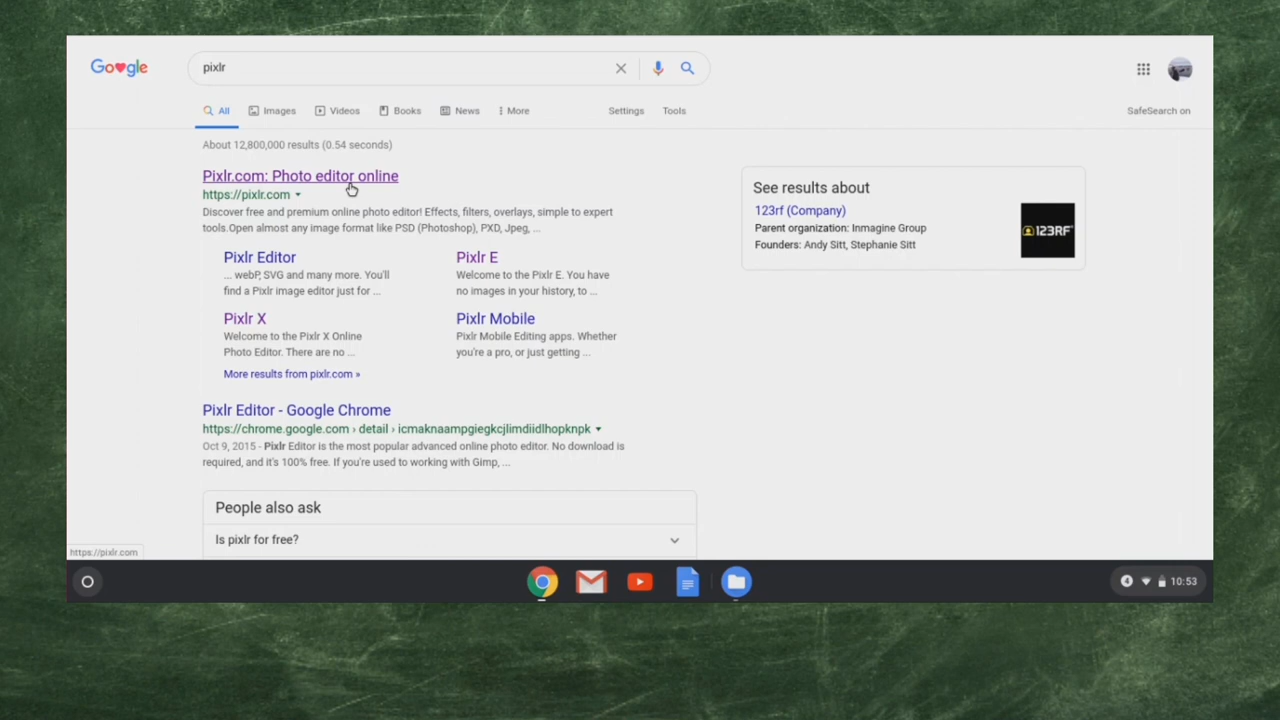 Google
pixlr
All Images Videos Books News More Settings Tools SafeSearch on
About 12,800,000 results (0.54 seconds)
Pixlr.com: Photo editor online
https://pixlr.com
Discover free and premium online photo editor! Effects, filters, overlays, simple to expert
tools.Open almost any image format like PSD (Photoshop), PXD, Jpeg, ...
Pixlr Editor
... webP, SVG and many more. You'll
find a Pixlr image editor just for ...
Pixlr E
Welcome to the Pixlr E. You have
no images in your history, to ...
Pixlr X
Welcome to the Pixlr X Online
Photo Editor. There are no ...
Pixlr Mobile
Pixlr Mobile Editing apps. Whether
you're a pro, or just getting ...
More results from pixlr.com »
Pixlr Editor - Google Chrome
https://chrome.google.com › detail › icmaknaampgiegkcjlimdiidlhopknpk
Oct 9, 2015 - Pixlr Editor is the most popular advanced online photo editor. No download is
required, and it's 100% free. If you're used to working with Gimp, ...
People also ask
Is pixlr for free?
See results about
123rf (Company)
Parent organization: Inmagine Group
Founders: Andy Sitt, Stephanie Sitt
123RF
https://pixlr.com
4 10:53